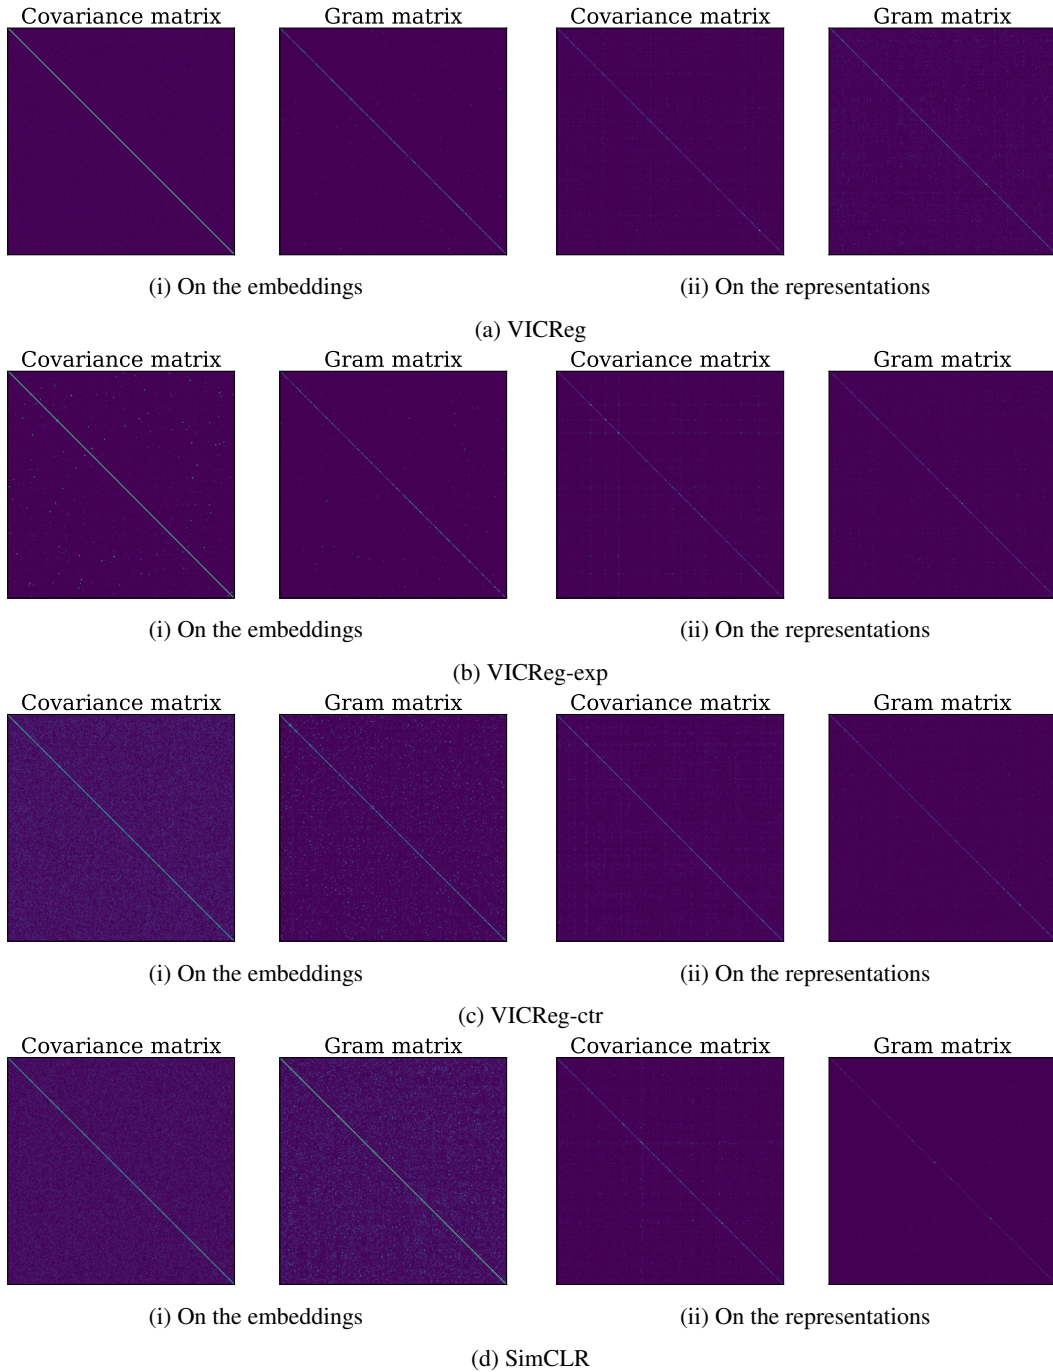 Covariance matrix Gram matrix Covariance matrix Gram matrix
(i) On the embeddings (ii) On the representations
(a) VICReg
Covariance matrix Gram matrix Covariance matrix Gram matrix
(i) On the embeddings (ii) On the representations
(b) VICReg-exp
Covariance matrix Gram matrix Covariance matrix Gram matrix
(i) On the embeddings (ii) On the representations
(c) VICReg-ctr
Covariance matrix Gram matrix Covariance matrix Gram matrix
(i) On the embeddings (ii) On the representations
(d) SimCLR